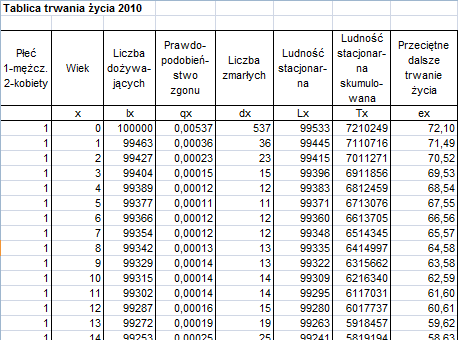 Tablica trwania życia 2010
Płeć 1-mężcz. 2-kobiety Wiek Liczba dożywa-jących Prawdo-podobień-stwo zgonu Liczba zmarłych Ludność stacjonar-na Ludność stacjonar-na skumulo-wana Przeciętne dalsze trwanie życia
x lx qx dx Lx Tx ex
1 0 100000 0,00537 537 99533 7210249 72,10
1 1 99463 0,00036 36 99445 7110716 71,49
1 2 99427 0,00023 23 99415 7011271 70,52
1 3 99404 0,00015 15 99396 6911856 69,53
1 4 99389 0,00012 12 99383 6812459 68,54
1 5 99377 0,00011 11 99371 6713076 67,55
1 6 99366 0,00012 12 99360 6613705 66,56
1 7 99354 0,00012 12 99348 6514345 65,57
1 8 99342 0,00013 13 99335 6414997 64,58
1 9 99329 0,00014 13 99322 6315662 63,58
1 10 99315 0,00014 14 99309 6216340 62,59
1 11 99302 0,00014 14 99295 6117031 61,60
1 12 99287 0,00016 15 99280 6017737 60,61
1 13 99272 0,00019 19 99263 5918457 59,62
1 14 99253 0,00025 25 99241 5819194 58,63